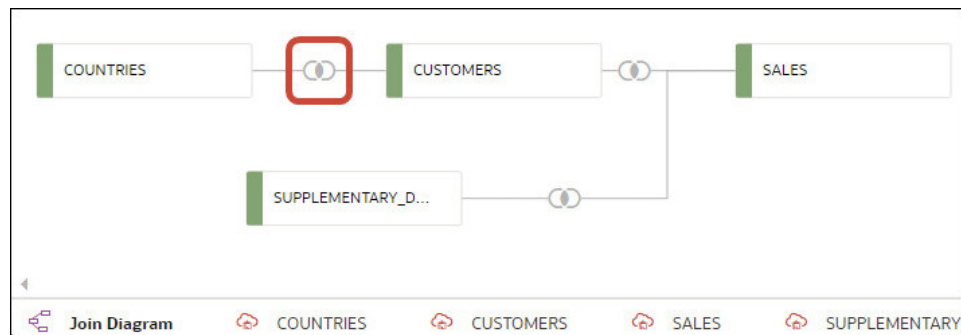 COUNTRIES CUSTOMERS SALES
SUPPLEMENTARY_D...
Join Diagram COUNTRIES CUSTOMERS SALES SUPPLEMENTARY